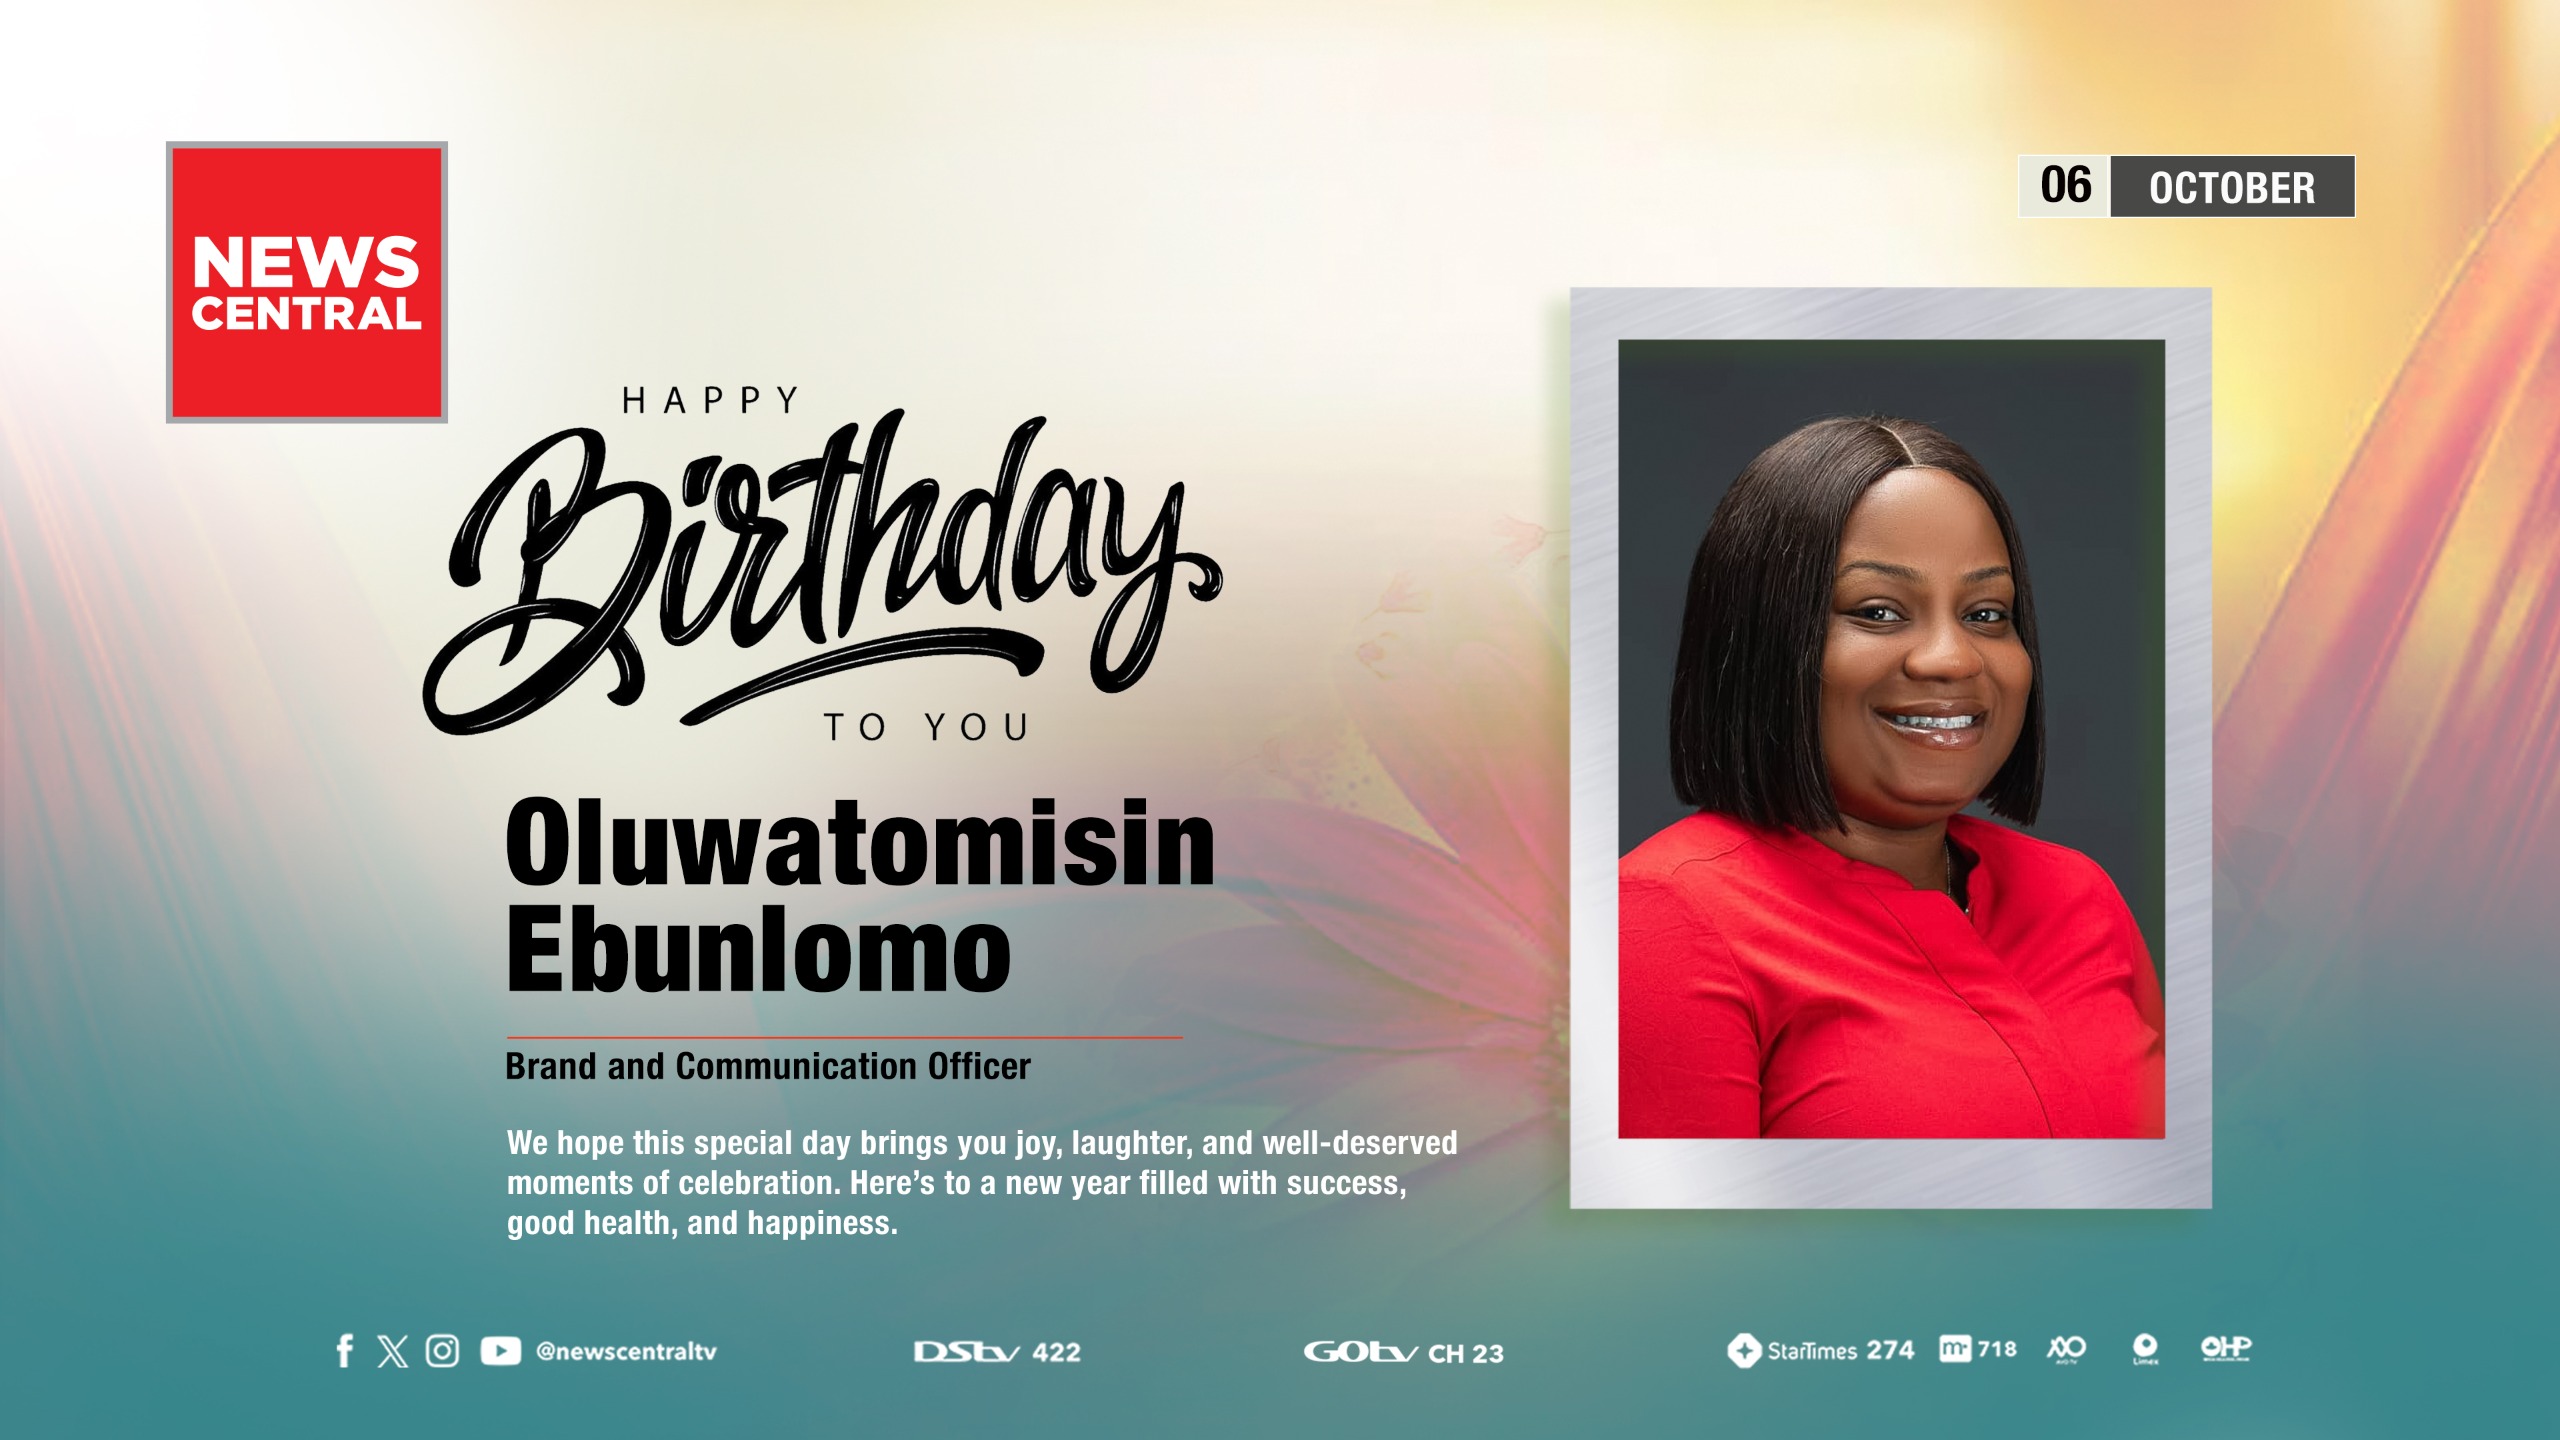 NEWS
CENTRAL
06 OCTOBER
HAPPY
Birthday
TO YOU
Oluwatomisin
Ebunlomo
Brand and Communication Officer
We hope this special day brings you joy, laughter, and well-deserved
moments of celebration. Here’s to a new year filled with success,
good health, and happiness.
@newscentraltv DStv 422 GOtv CH 23 StarTimes 274 718 Limex OHP